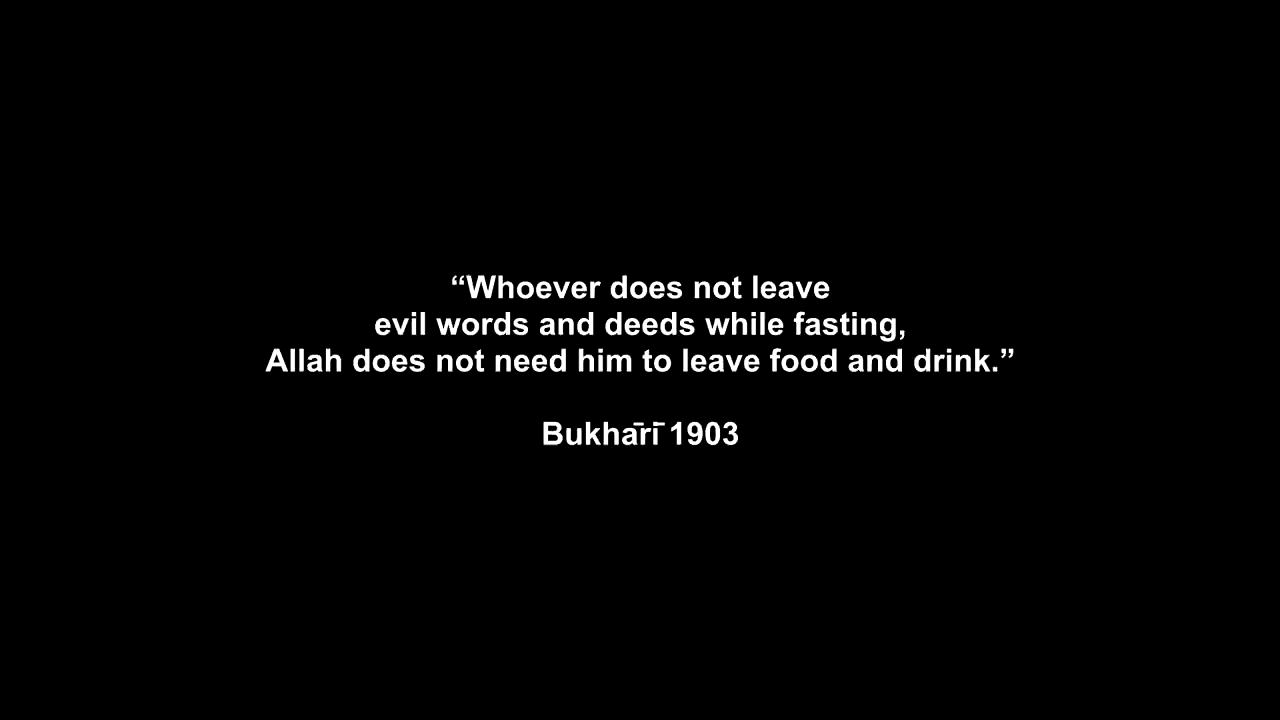 “Whoever does not leave
evil words and deeds while fasting,
Allah does not need him to leave food and drink.”
Bukhārī 1903